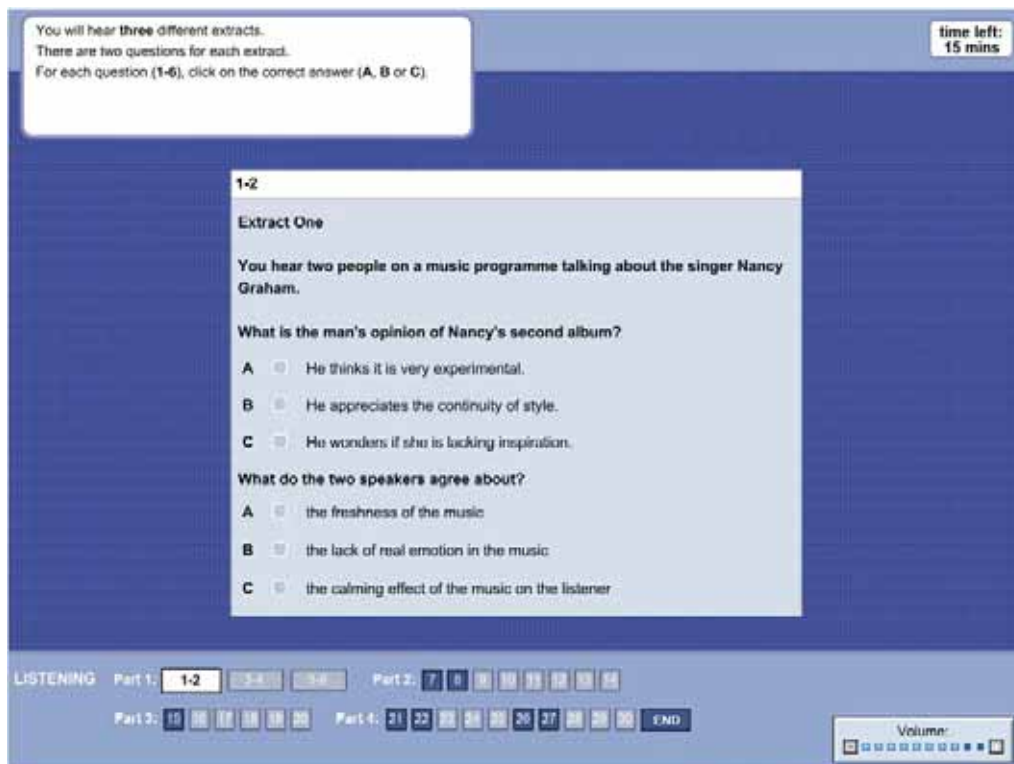 You will hear three different extracts.
There are two questions for each extract.
For each question (1-6), click on the correct answer (A, B or C).
time left:
15 mins
1-2
Extract One
You hear two people on a music programme talking about the singer Nancy
Graham.
What is the man's opinion of Nancy's second album?
A He thinks it is very experimental.
B He appreciates the continuity of style.
C He wonders if she is lacking inspiration.
What do the two speakers agree about?
A the freshness of the music
B the lack of real emotion in the music
C the calming effect of the music on the listener
LISTENING Part 1: 1-2 3-4 5-6 Part 2: 7 8 9 10 11 12 13 14
Part 3: 15 16 17 18 19 20 Part 4: 21 22 23 24 25 26 27 28 29 30 END
Volume: